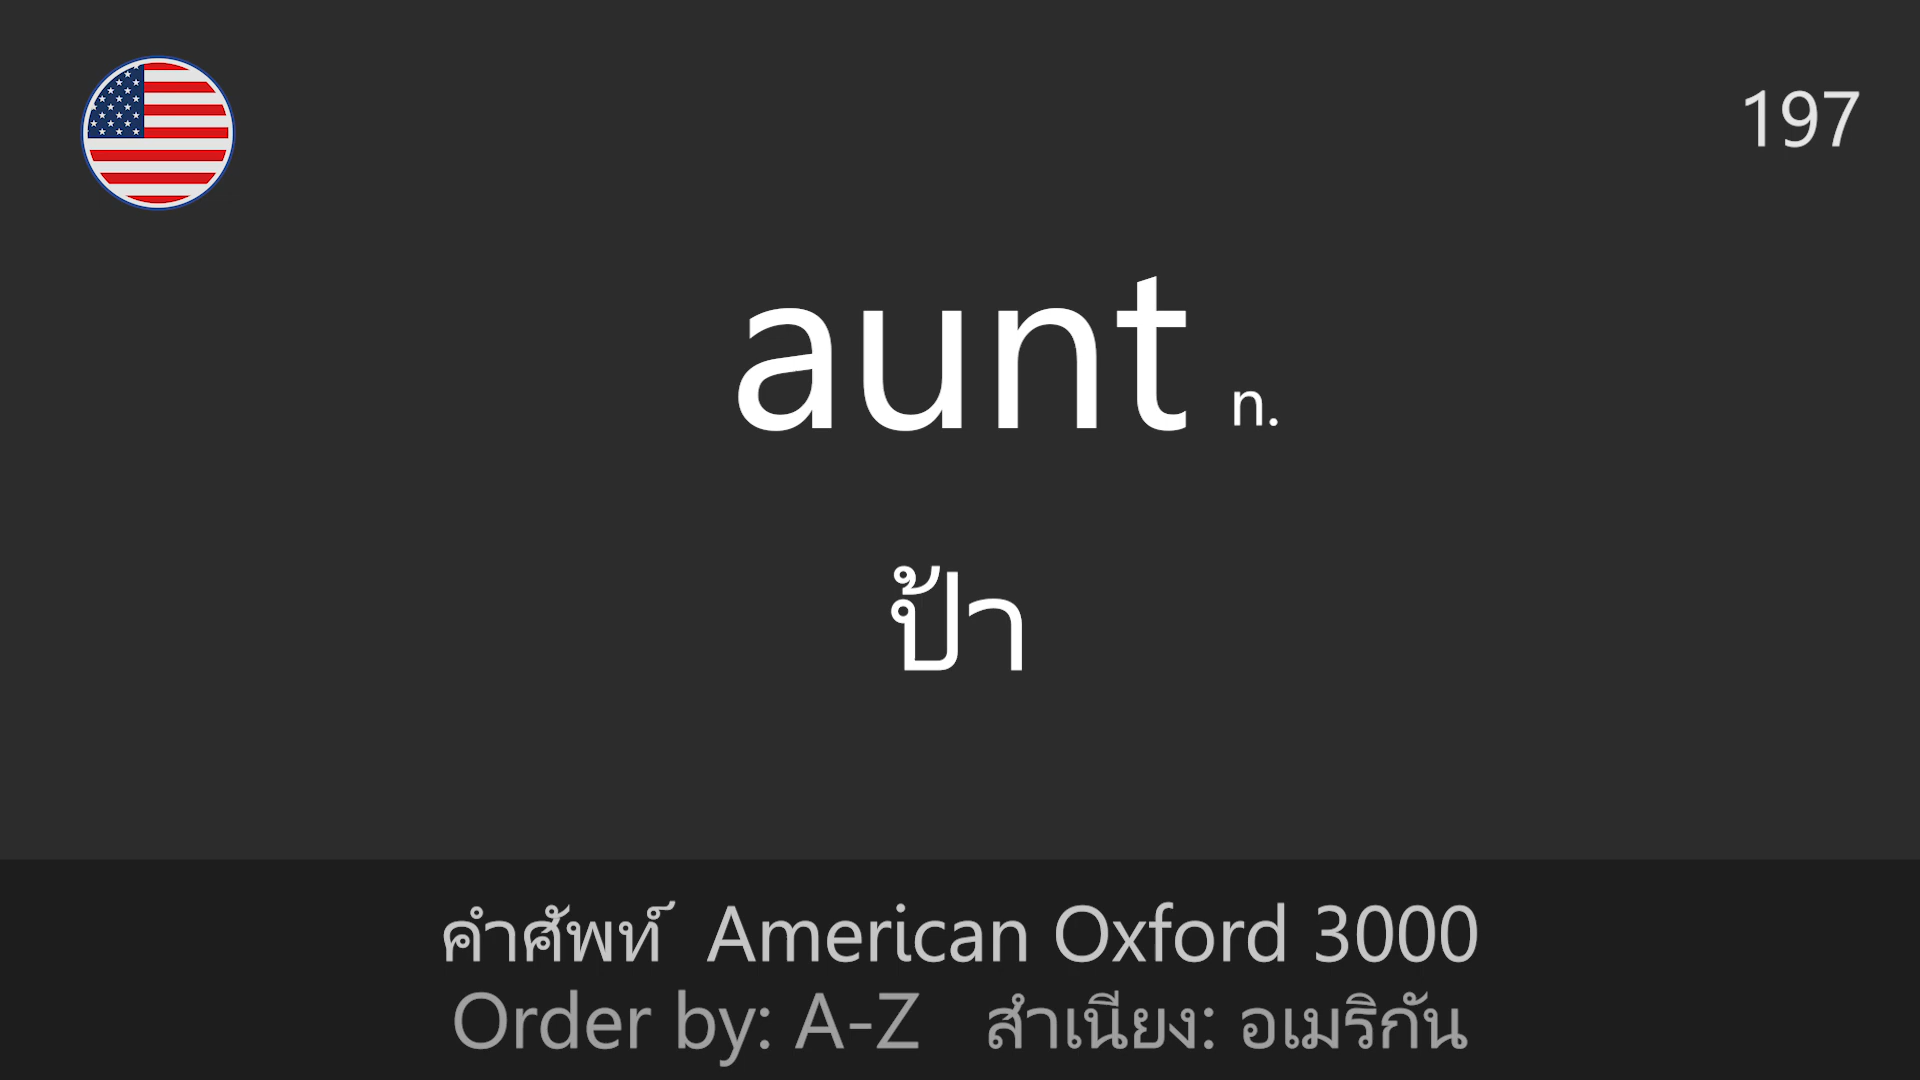 197
aunt n.
ป้า
คำศัพท์ American Oxford 3000
Order by: A-Z สำเนียง: อเมริกัน